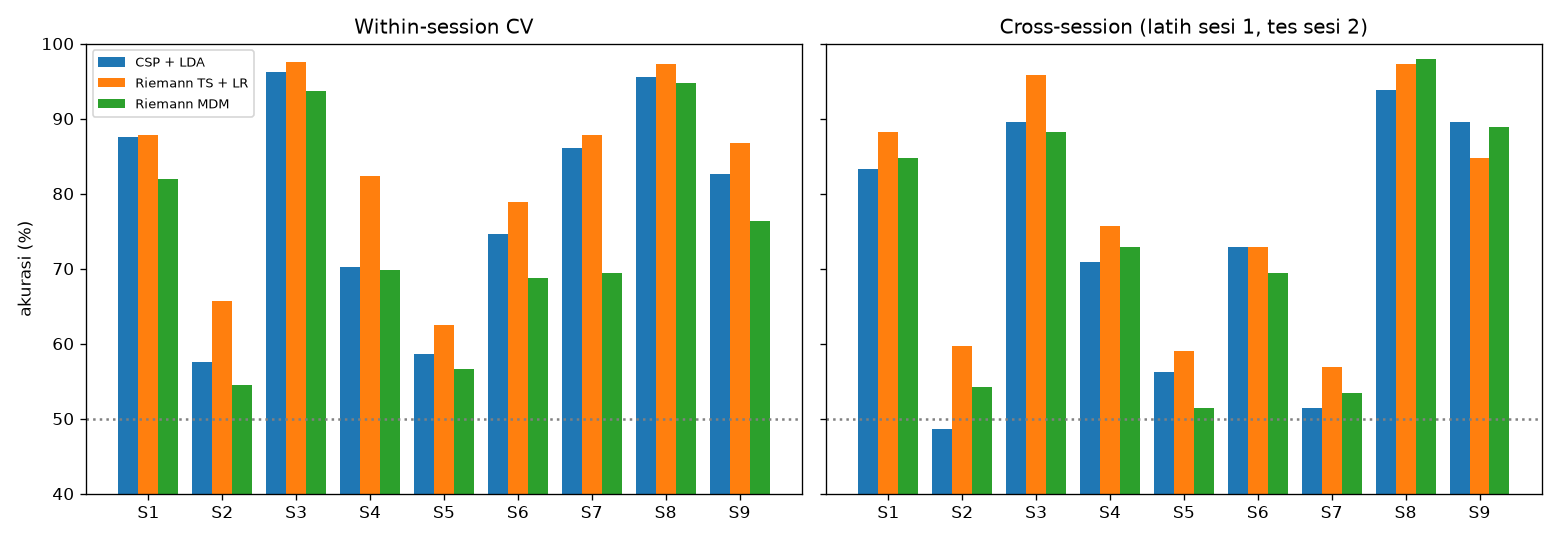 Within-session CV
Cross-session (latih sesi 1, tes sesi 2)
akurasi (%)
100
90
80
70
60
50
40
CSP + LDA
Riemann TS + LR
Riemann MDM
S1 S2 S3 S4 S5 S6 S7 S8 S9
S1 S2 S3 S4 S5 S6 S7 S8 S9